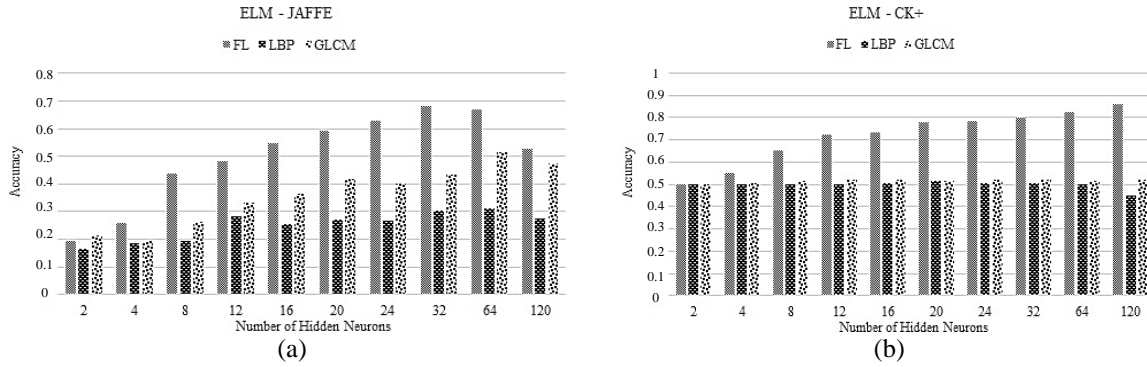 ELM - JAFFE
FL LBP GLCM
0.8
0.7
0.6
0.5
0.4
0.3
0.2
0.1
0
Accuracy
2 4 8 12 16 20 24 32 64 120
Number of Hidden Neurons
(a)
ELM - CK+
FL LBP GLCM
1
0.9
0.8
0.7
0.6
0.5
0.4
0.3
0.2
0.1
0
Accuracy
2 4 8 12 16 20 24 32 64 120
Number of Hidden Neurons
(b)